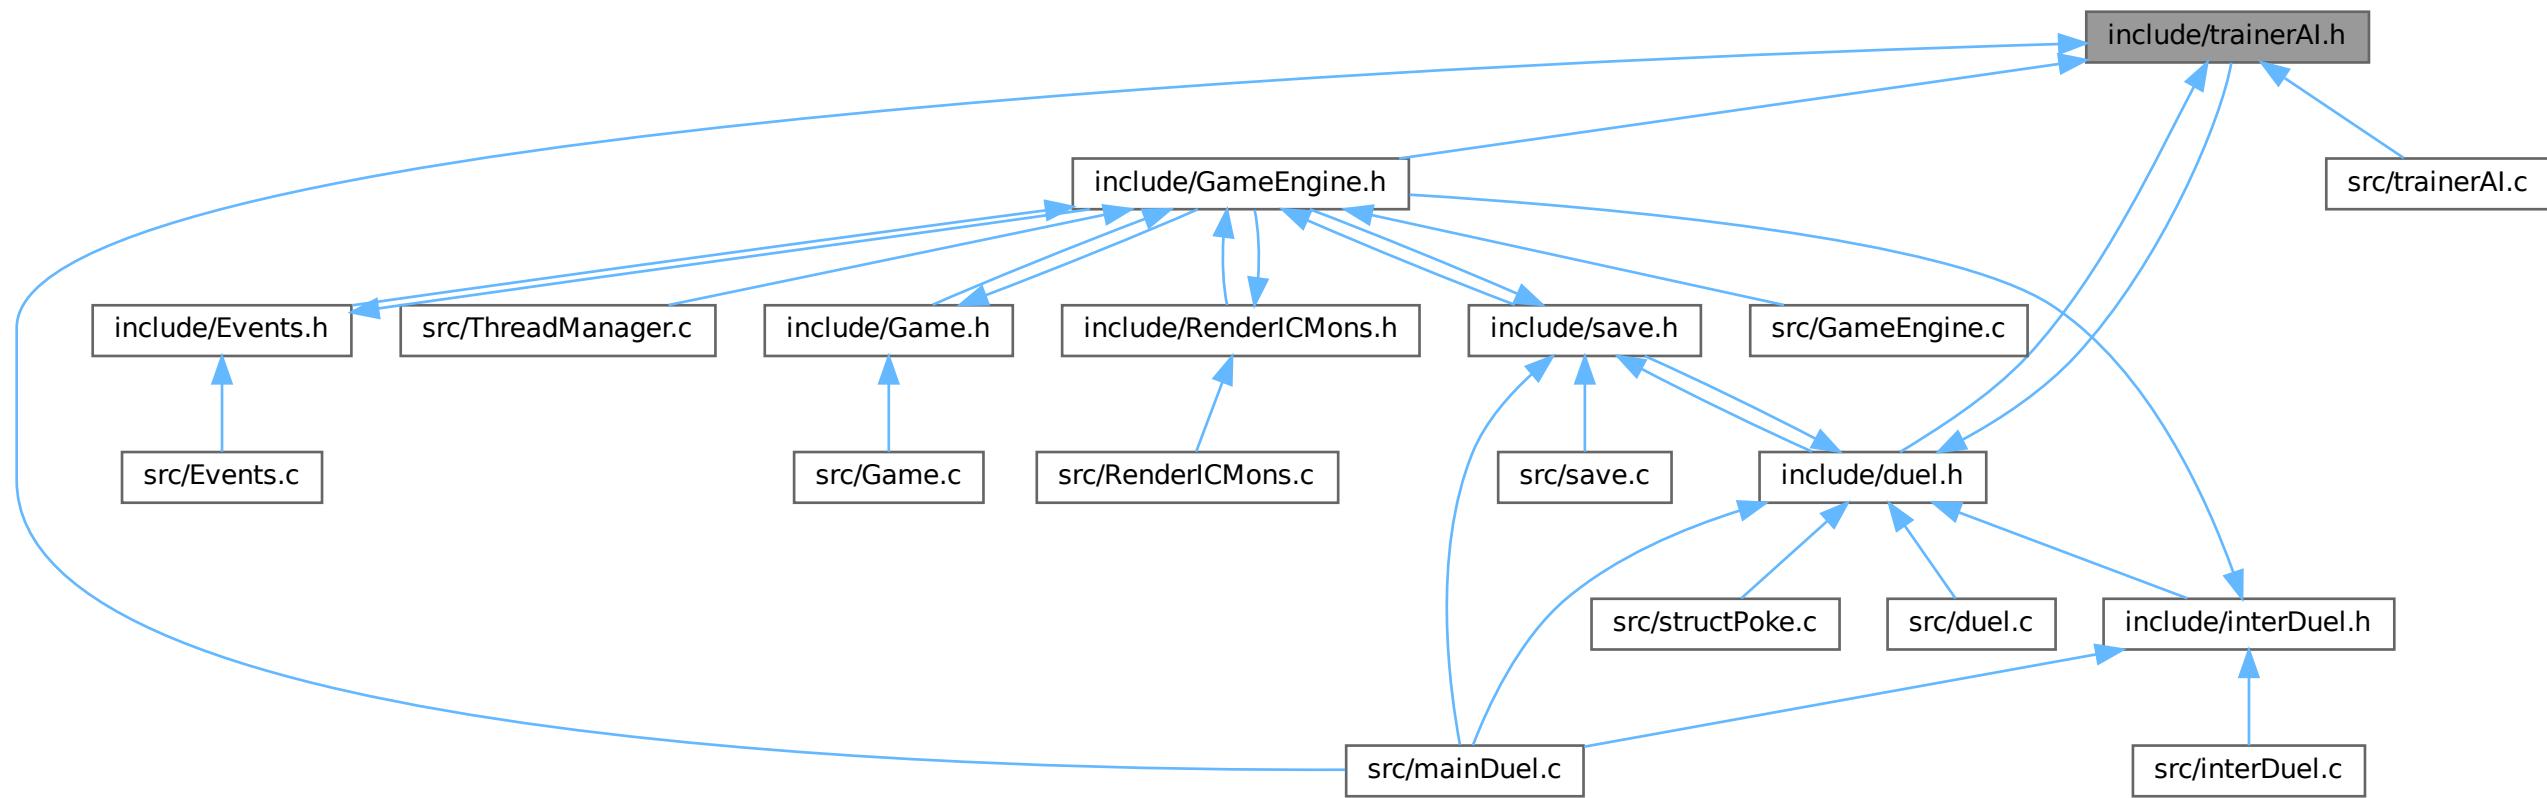 include/trainerAI.h
include/GameEngine.h
src/trainerAI.c
include/Events.h
src/ThreadManager.c
include/Game.h
include/RenderICMons.h
include/save.h
src/GameEngine.c
src/Events.c
src/Game.c
src/RenderICMons.c
src/save.c
include/duel.h
src/structPoke.c
src/duel.c
include/interDuel.h
src/mainDuel.c
src/interDuel.c